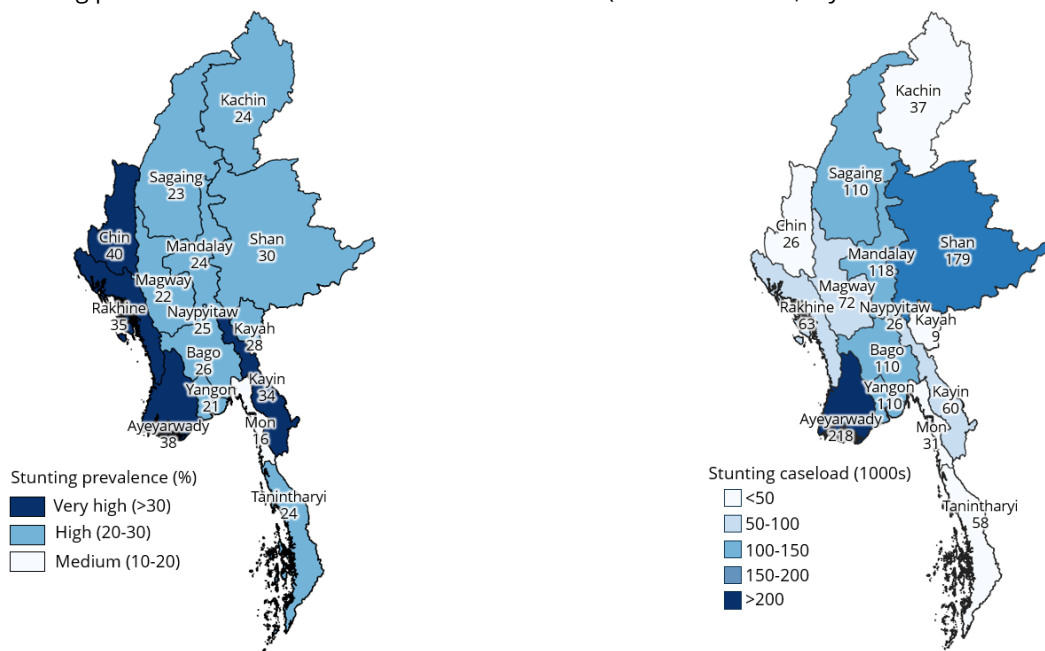 Kachin
24
Sagaing
23
Chin
40
Mandalay
24
Shan
30
Magway
22
Rakhine
35
Naypyitaw
25
Kayah
28
Bago
26
Kayin
34
Yangon
21
Ayeyarwady
38
Mon
16
Tanintharyi
24
Stunting prevalence (%)
Very high (>30)
High (20-30)
Medium (10-20)
Kachin
37
Sagaing
110
Chin
26
Mandalay
118
Shan
179
Magway
72
Rakhine
63
Naypyitaw
26
Kayah
9
Bago
110
Kayin
60
Yangon
110
Ayeyarwady
218
Mon
31
Tanintharyi
58
Stunting caseload (1000s)
<50
50-100
100-150
150-200
>200